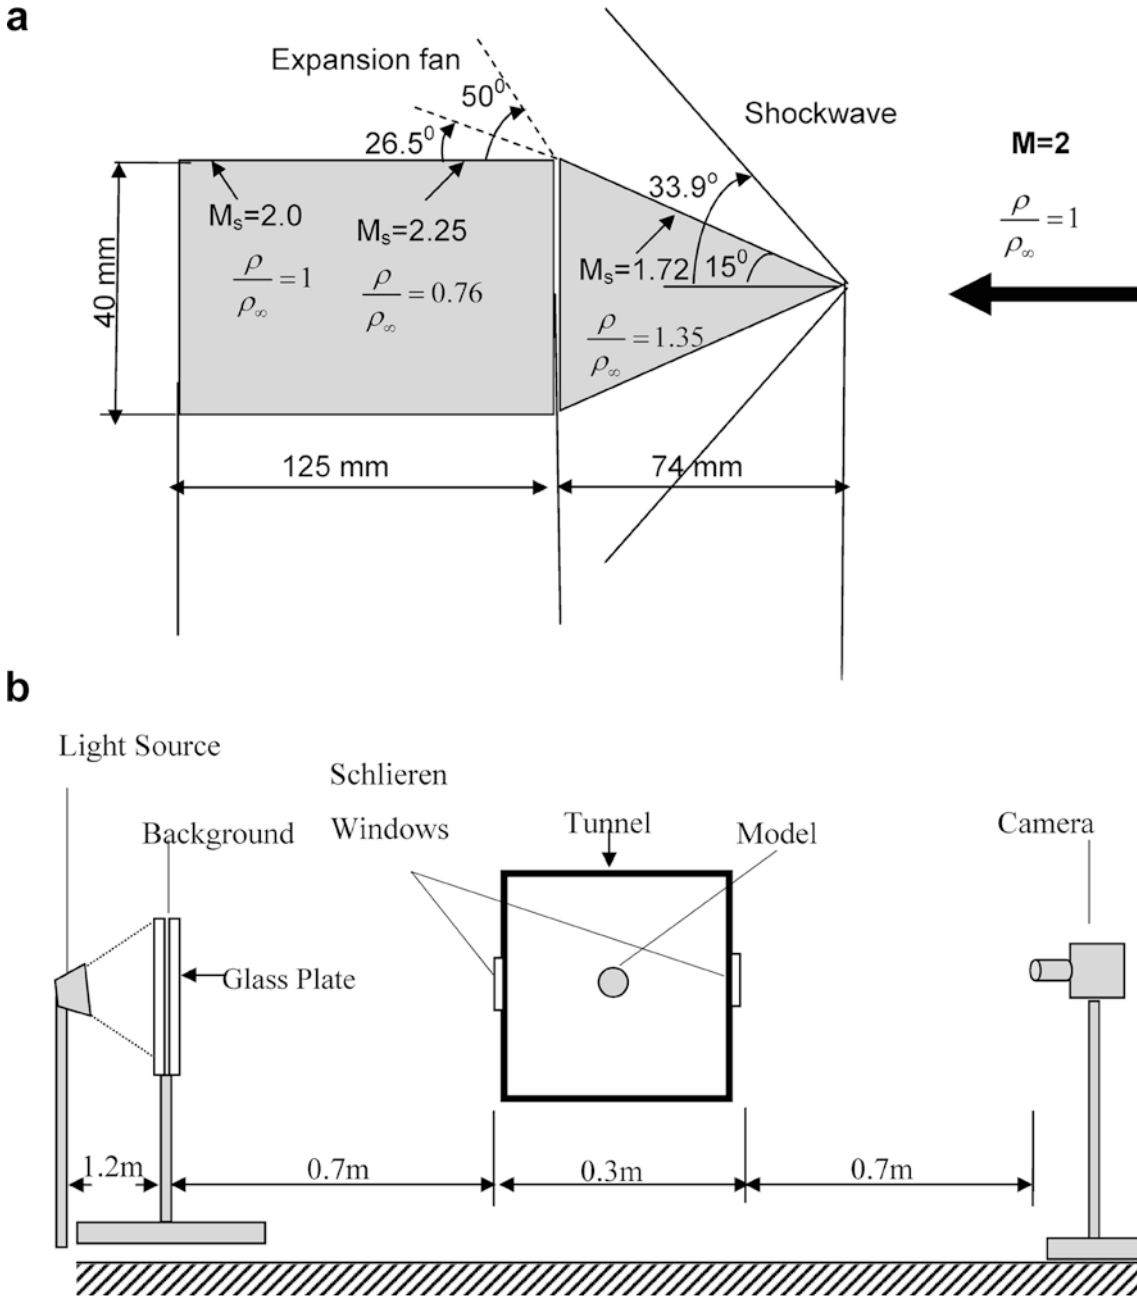 a
Expansion fan
50⁰
26.5⁰
Shockwave
M=2
ρ/ρ∞ = 1
33.9°
15⁰
Mₛ=2.0
ρ/ρ∞ = 1
Mₛ=2.25
ρ/ρ∞ = 0.76
Mₛ=1.72
ρ/ρ∞ = 1.35
40 mm
125 mm
74 mm
b
Light Source
Background
Schlieren
Windows
Tunnel
Model
Camera
Glass Plate
1.2m
0.7m
0.3m
0.7m